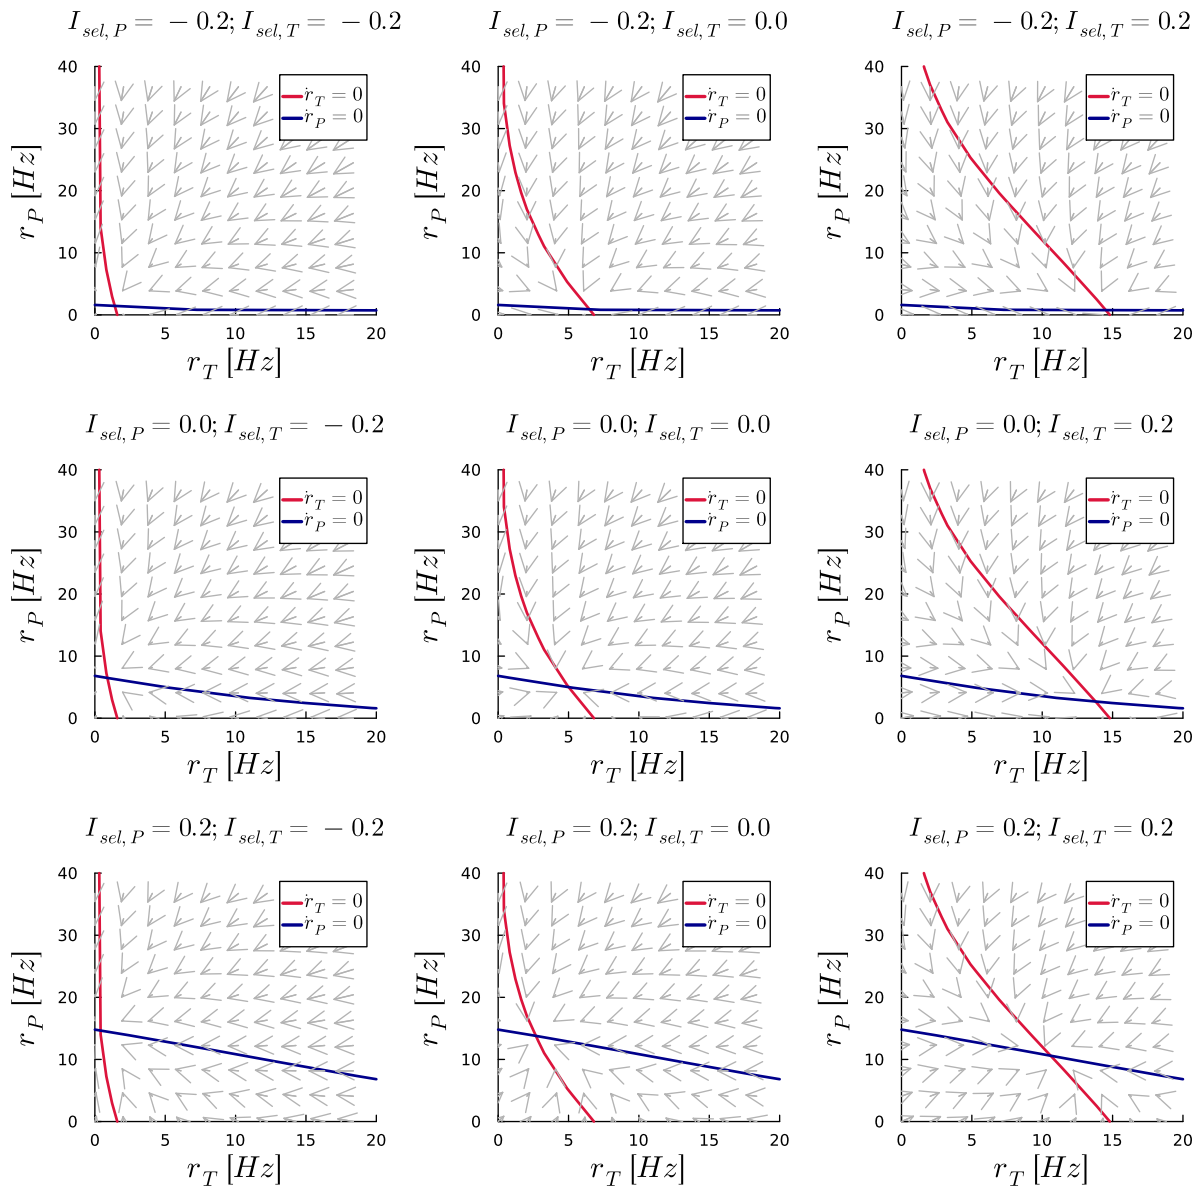 I_{sel, P} = − 0.2; I_{sel, T} = − 0.2
40
30
20
10
0
r_P [Hz]
ṙ_T = 0
ṙ_P = 0
0 5 10 15 20
r_T [Hz]
I_{sel, P} = − 0.2; I_{sel, T} = 0.0
40
30
20
10
0
r_P [Hz]
ṙ_T = 0
ṙ_P = 0
0 5 10 15 20
r_T [Hz]
I_{sel, P} = − 0.2; I_{sel, T} = 0.2
40
30
20
10
0
r_P [Hz]
ṙ_T = 0
ṙ_P = 0
0 5 10 15 20
r_T [Hz]
I_{sel, P} = 0.0; I_{sel, T} = − 0.2
40
30
20
10
0
r_P [Hz]
ṙ_T = 0
ṙ_P = 0
0 5 10 15 20
r_T [Hz]
I_{sel, P} = 0.0; I_{sel, T} = 0.0
40
30
20
10
0
r_P [Hz]
ṙ_T = 0
ṙ_P = 0
0 5 10 15 20
r_T [Hz]
I_{sel, P} = 0.0; I_{sel, T} = 0.2
40
30
20
10
0
r_P [Hz]
ṙ_T = 0
ṙ_P = 0
0 5 10 15 20
r_T [Hz]
I_{sel, P} = 0.2; I_{sel, T} = − 0.2
40
30
20
10
0
r_P [Hz]
ṙ_T = 0
ṙ_P = 0
0 5 10 15 20
r_T [Hz]
I_{sel, P} = 0.2; I_{sel, T} = 0.0
40
30
20
10
0
r_P [Hz]
ṙ_T = 0
ṙ_P = 0
0 5 10 15 20
r_T [Hz]
I_{sel, P} = 0.2; I_{sel, T} = 0.2
40
30
20
10
0
r_P [Hz]
ṙ_T = 0
ṙ_P = 0
0 5 10 15 20
r_T [Hz]